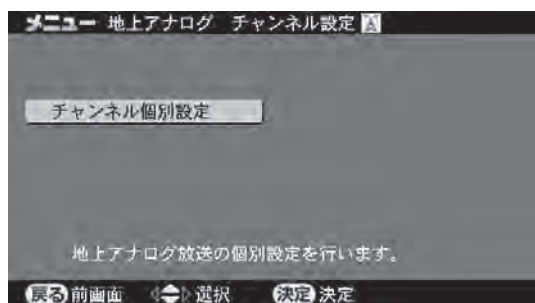 メニュー 地上アナログ チャンネル設定 A
チャンネル個別設定
地上アナログ放送の個別設定を行います。
戻る 前画面 選択 決定 決定